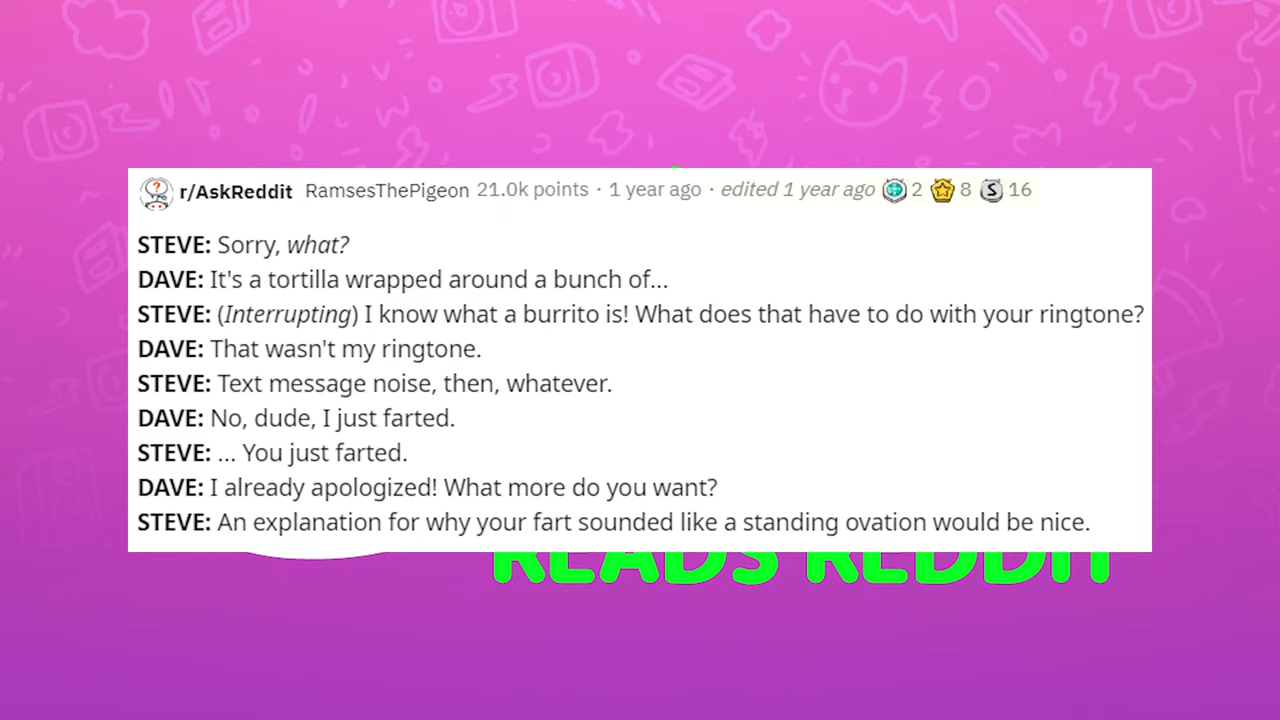 r/AskReddit RamsesThePigeon 21.0k points · 1 year ago · edited 1 year ago 2 8 S 16
STEVE: Sorry, what?
DAVE: It's a tortilla wrapped around a bunch of...
STEVE: (Interrupting) I know what a burrito is! What does that have to do with your ringtone?
DAVE: That wasn't my ringtone.
STEVE: Text message noise, then, whatever.
DAVE: No, dude, I just farted.
STEVE: ... You just farted.
DAVE: I already apologized! What more do you want?
STEVE: An explanation for why your fart sounded like a standing ovation would be nice.
READS REDDIT